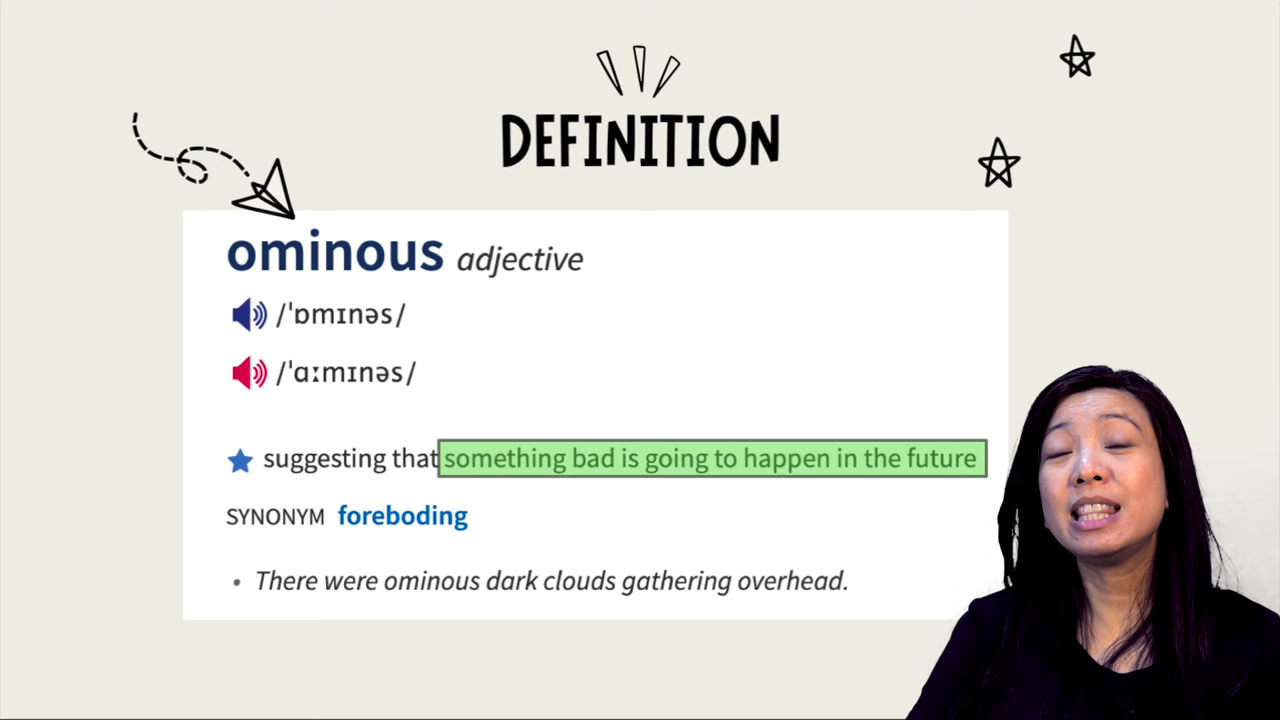 DEFINITION
ominous adjective
/ˈɒmɪnəs/
/ˈɑːmɪnəs/
suggesting that something bad is going to happen in the future
SYNONYM foreboding
• There were ominous dark clouds gathering overhead.